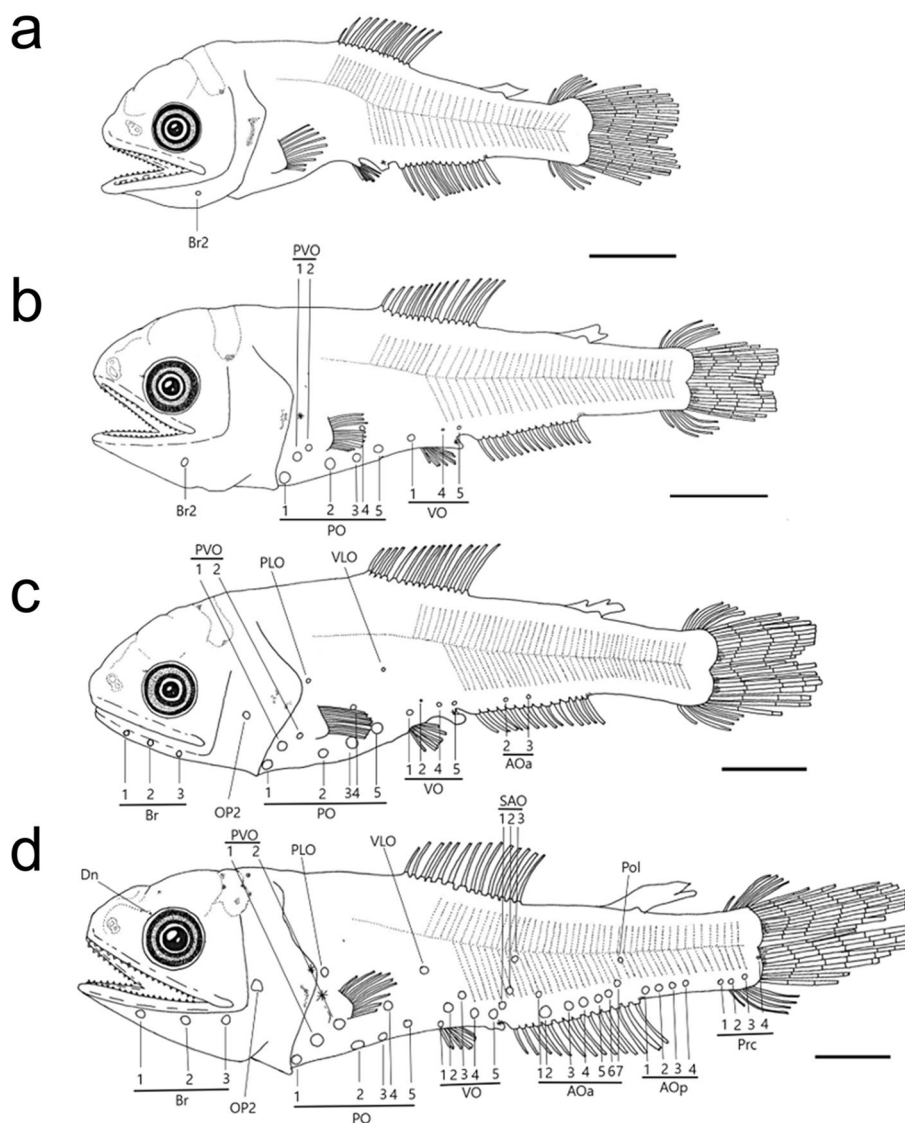 a
Br2
b
PVO
1 2
Br2
1 2 3 4 5
PO
1 4 5
VO
c
PVO
1 2
PLO
VLO
1 2 3
Br
OP2
1 2 3 4 5
PO
1 2 4 5
VO
2 3
AOa
d
Dn
PVO
1 2
PLO
VLO
SAO
1 2 3
Pol
1 2 3
Br
OP2
1 2 3 4 5
PO
1 2 3 4 5
VO
1 2 3 4 5 6 7
AOa
1 2 3 4
AOp
1 2 3 4
Prc